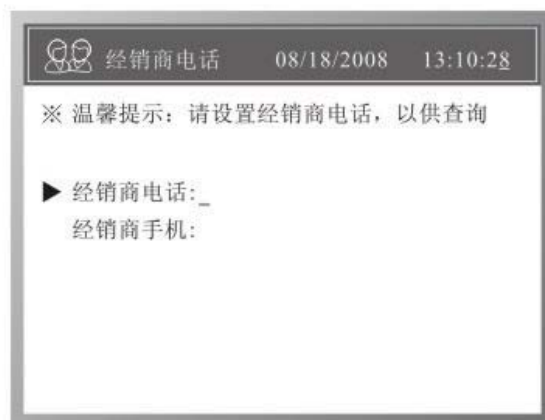 经销商电话 08/18/2008 13:10:28
※ 温馨提示：请设置经销商电话，以供查询
▶ 经销商电话:_
经销商手机: